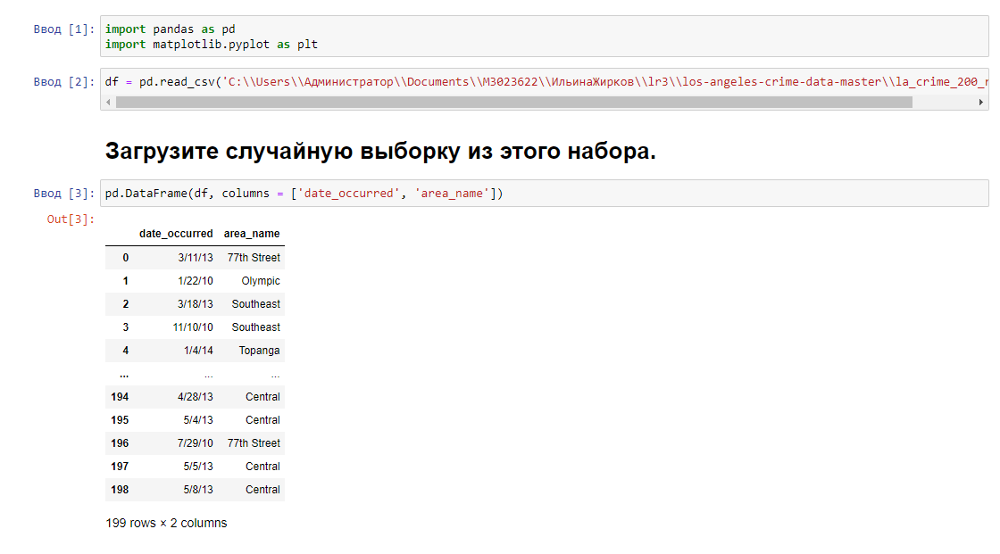 Ввод [1]: import pandas as pd
import matplotlib.pyplot as plt
Ввод [2]: df = pd.read_csv('C:\\Users\\Администратор\\Documents\\М3О23622\\ИльинаЖирков\\lr3\\los-angeles-crime-data-master\\la_crime_200_r
Загрузите случайную выборку из этого набора.
Ввод [3]: pd.DataFrame(df, columns = ['date_occurred', 'area_name'])
Out[3]:
date_occurred area_name
0 3/11/13 77th Street
1 1/22/10 Olympic
2 3/18/13 Southeast
3 11/10/10 Southeast
4 1/4/14 Topanga
... ... ...
194 4/28/13 Central
195 5/4/13 Central
196 7/29/10 77th Street
197 5/5/13 Central
198 5/8/13 Central
199 rows × 2 columns